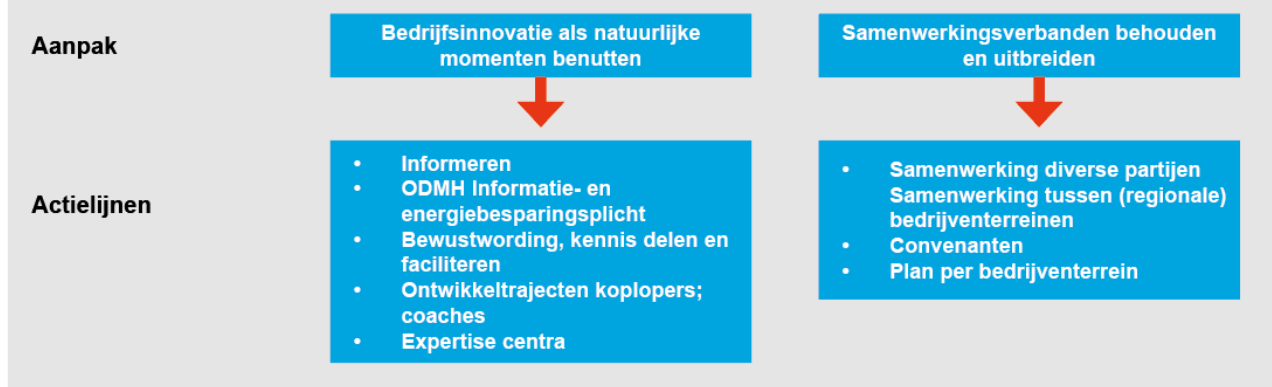 Aanpak
Bedrijfsinnovatie als natuurlijke
momenten benutten
Samenwerkingsverbanden behouden
en uitbreiden
Actielijnen
• Informeren
• ODMH Informatie- en
energiebesparingsplicht
• Bewustwording, kennis delen en
faciliteren
• Ontwikkeltrajecten koplopers;
coaches
• Expertise centra
• Samenwerking diverse partijen
Samenwerking tussen (regionale)
bedrijventerreinen
• Convenanten
• Plan per bedrijventerrein